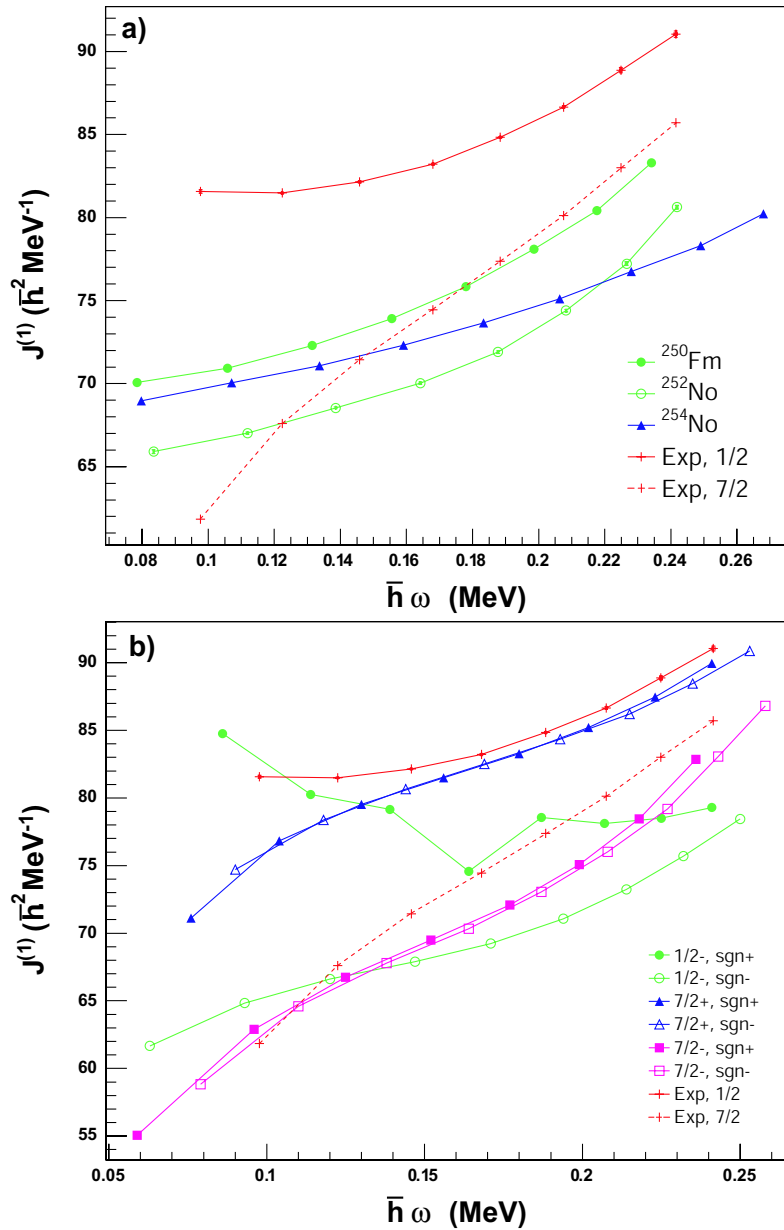 a)
90
85
80
75
70
65
J(1) (ħ2 MeV-1)
250Fm
252No
254No
Exp, 1/2
Exp, 7/2
0.08 0.1 0.12 0.14 0.16 0.18 0.2 0.22 0.24 0.26
ħ ω (MeV)
b)
90
85
80
75
70
65
60
55
J(1) (ħ2 MeV-1)
1/2-, sgn+
1/2-, sgn-
7/2+, sgn+
7/2+, sgn-
7/2-, sgn+
7/2-, sgn-
Exp, 1/2
Exp, 7/2
0.05 0.1 0.15 0.2 0.25
ħ ω (MeV)